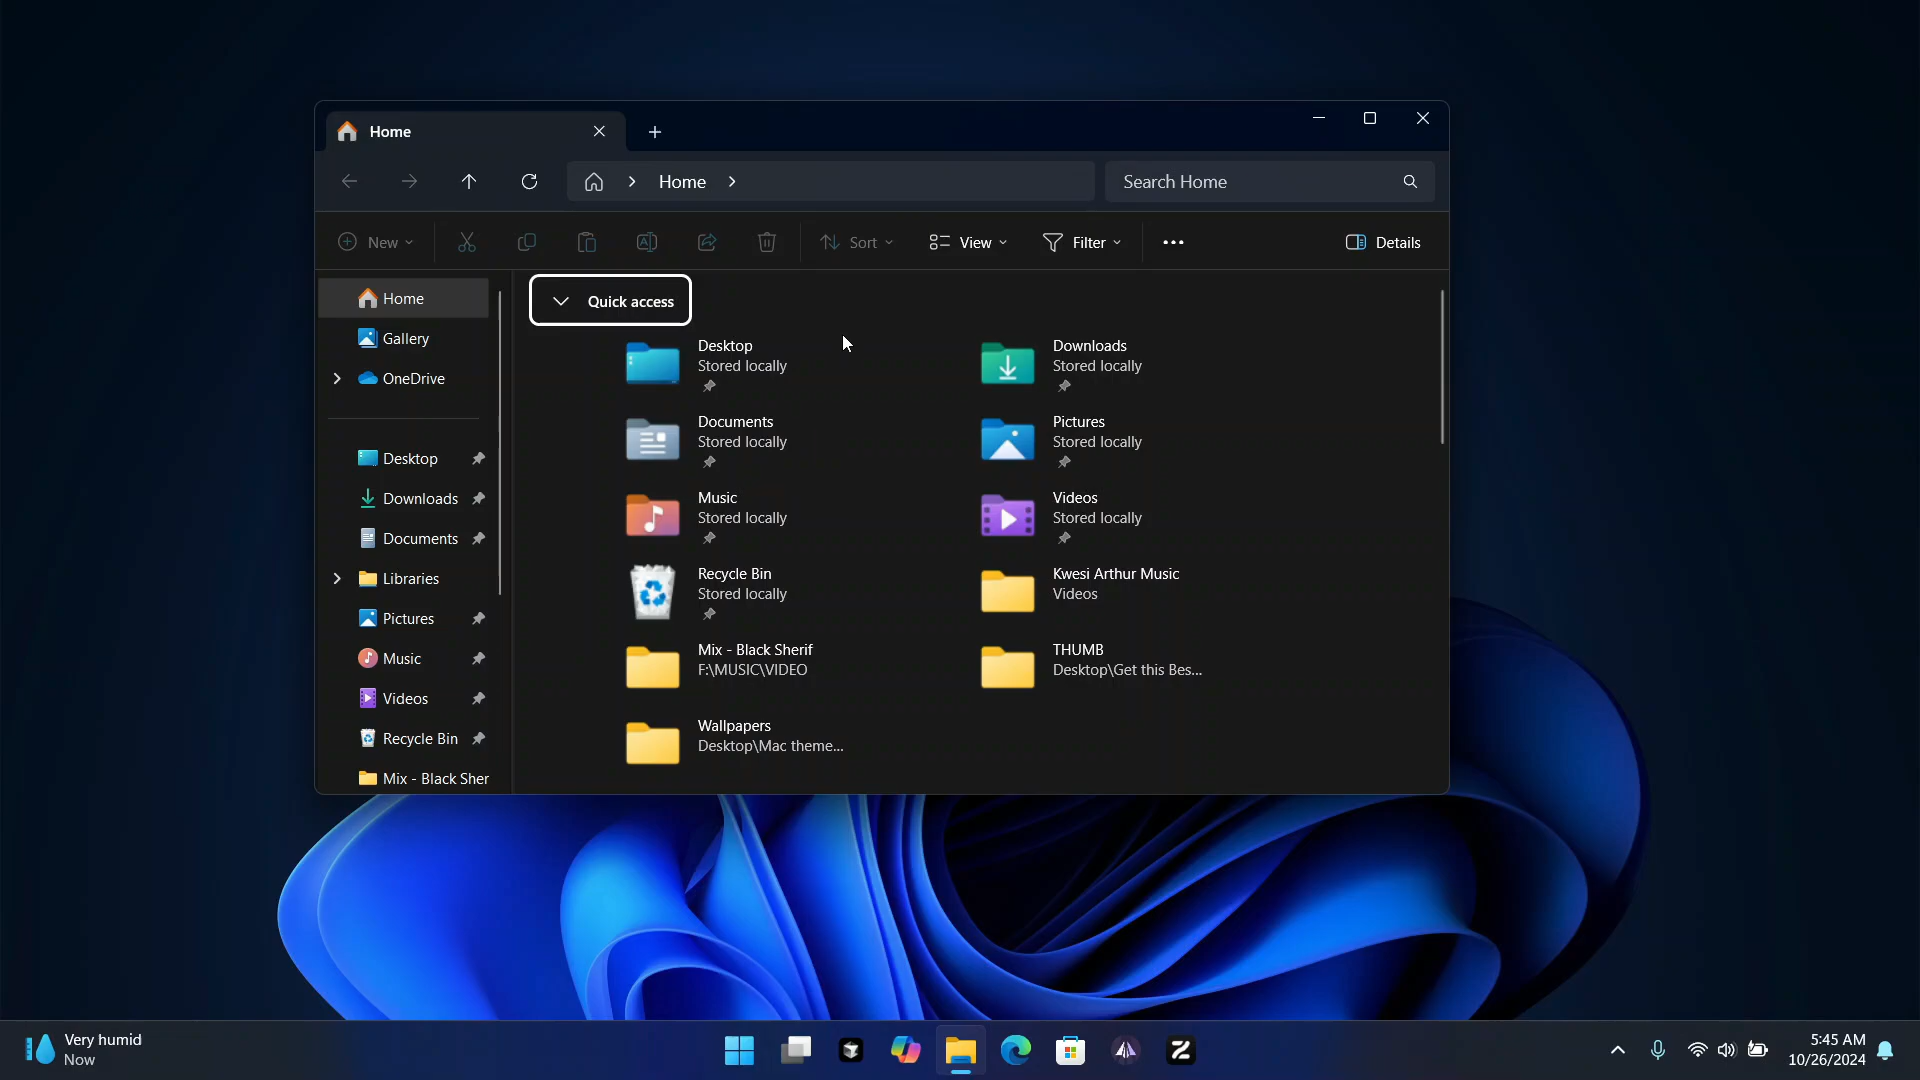 Home
Home
Search Home
New
Sort
View
Filter
Details
Home
Gallery
OneDrive
Desktop
Downloads
Documents
Libraries
Pictures
Music
Videos
Recycle Bin
Mix - Black Sher
Quick access
Desktop
Stored locally
Downloads
Stored locally
Documents
Stored locally
Pictures
Stored locally
Music
Stored locally
Videos
Stored locally
Recycle Bin
Stored locally
Kwesi Arthur Music
Videos
Mix - Black Sherif
F:\MUSIC\VIDEO
THUMB
Desktop\Get this Bes...
Wallpapers
Desktop\Mac theme...
Very humid
Now
5:45 AM
10/26/2024